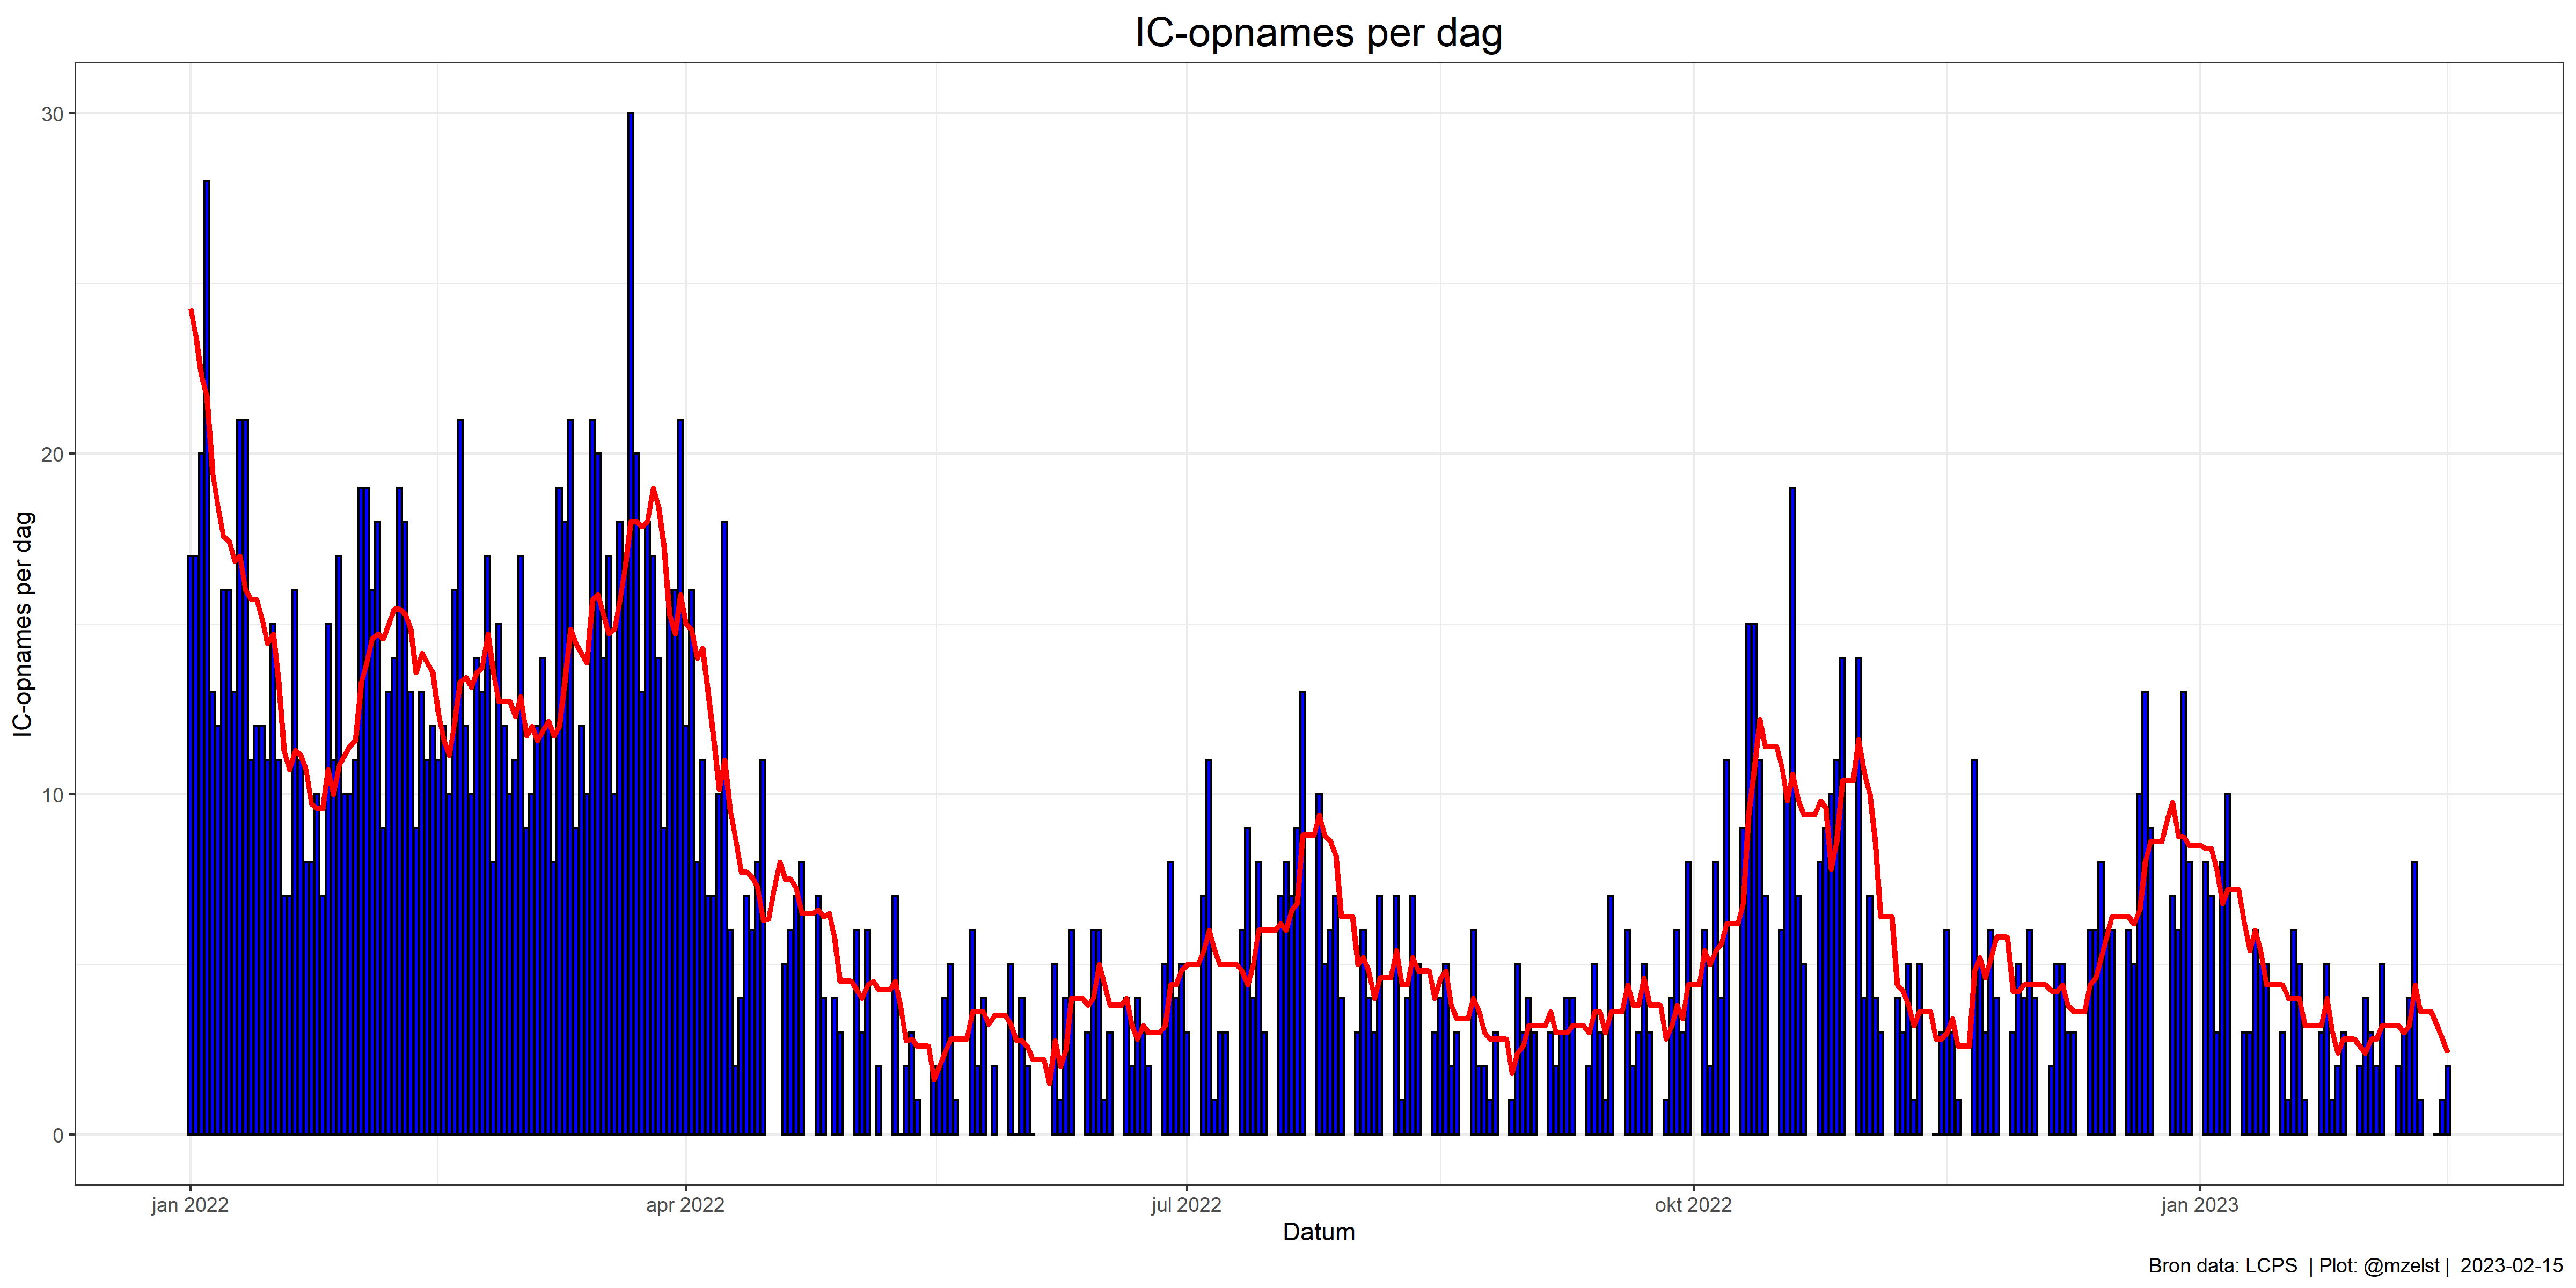 IC-opnames per dag
IC-opnames per dag
30
20
10
0
jan 2022
apr 2022
jul 2022
okt 2022
jan 2023
Datum
Bron data: LCPS | Plot: @mzelst | 2023-02-15